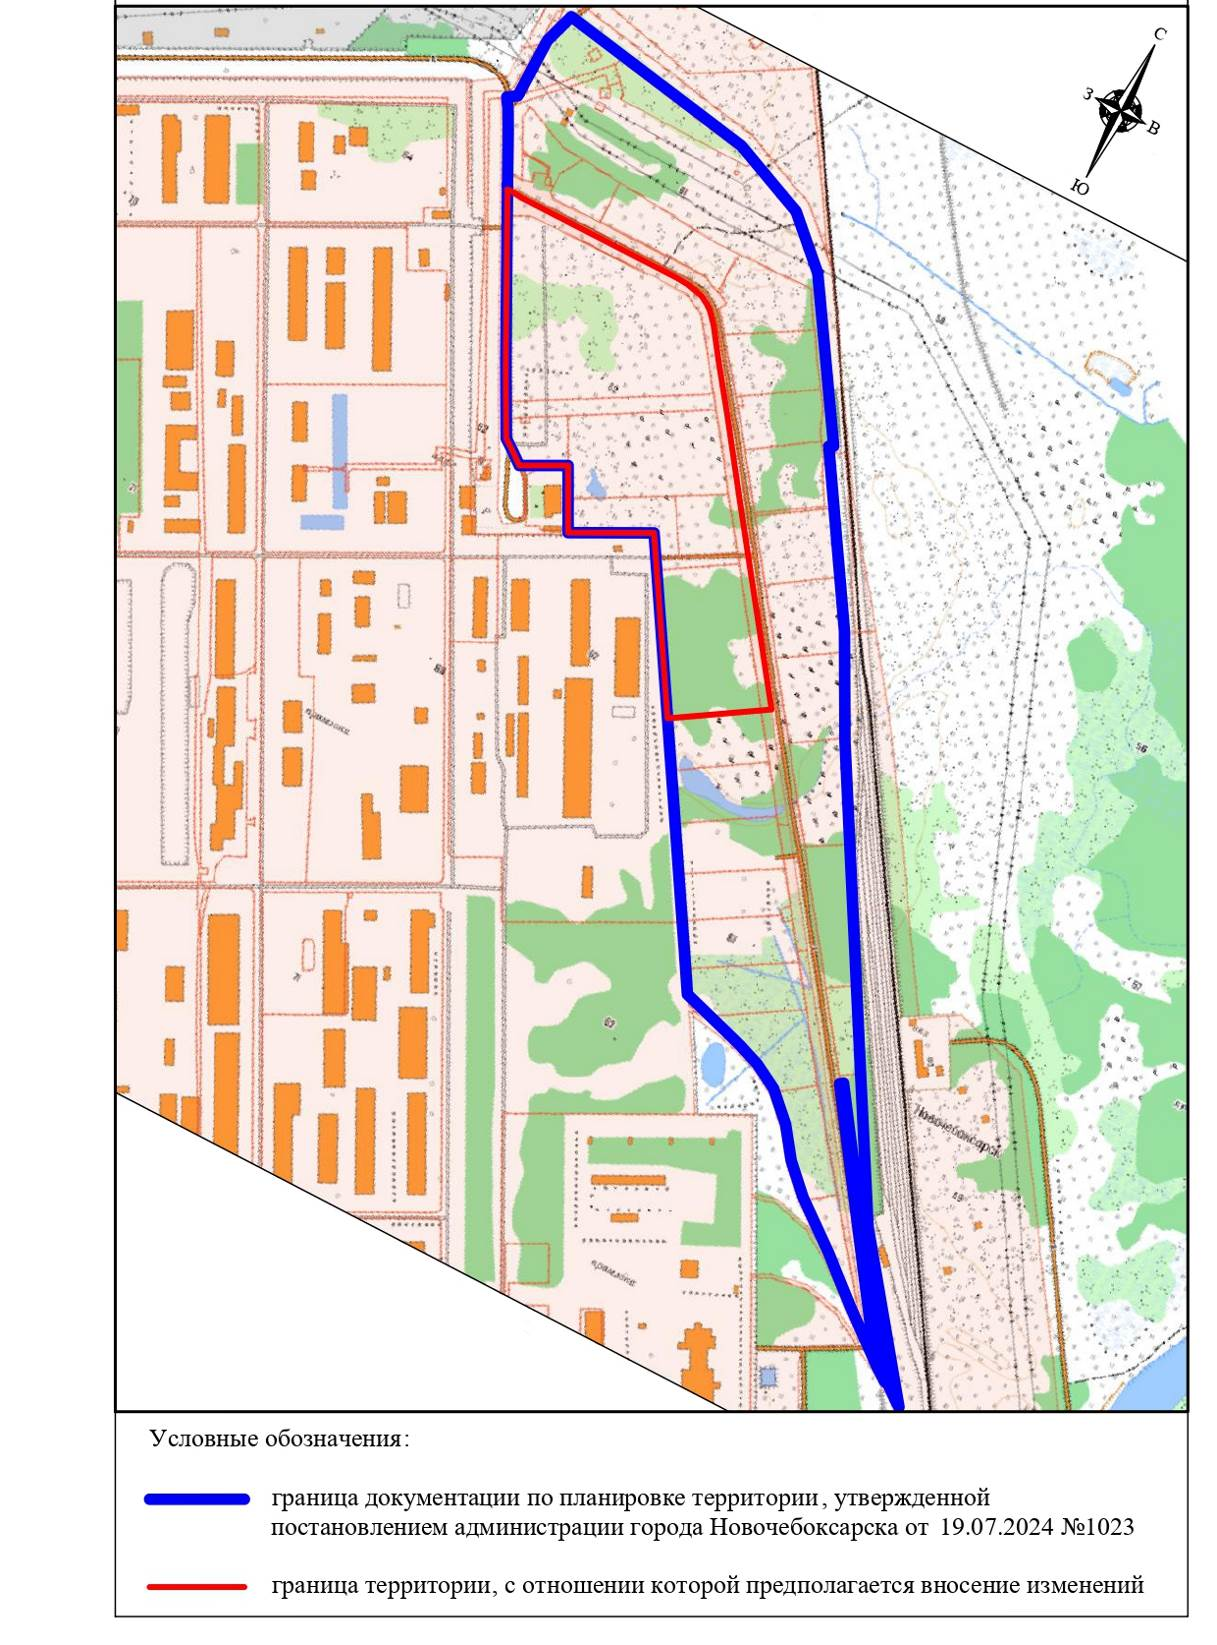 С
З
В
Ю
Новочебоксарск
Условные обозначения:
граница документации по планировке территории, утвержденной
постановлением администрации города Новочебоксарска от 19.07.2024 №1023
граница территории, с отношении которой предполагается вносение изменений